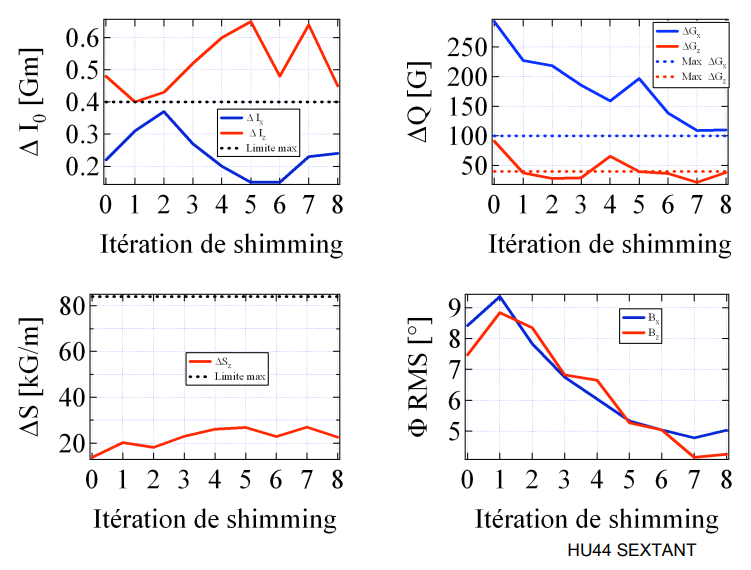 Δ I0 [Gm]
0.6
0.5
0.4
0.3
0.2
Δ Ix
Δ Iz
Limite max
0 1 2 3 4 5 6 7 8
Itération de shimming
ΔQ [G]
250
200
150
100
50
ΔGx
ΔGz
Max ΔGx
Max ΔGz
0 1 2 3 4 5 6 7 8
Itération de shimming
ΔS [kG/m]
80
60
40
20
ΔSz
Limite max
0 1 2 3 4 5 6 7 8
Itération de shimming
Φ RMS [°]
9
8
7
6
5
Bx
Bz
0 1 2 3 4 5 6 7 8
Itération de shimming
HU44 SEXTANT